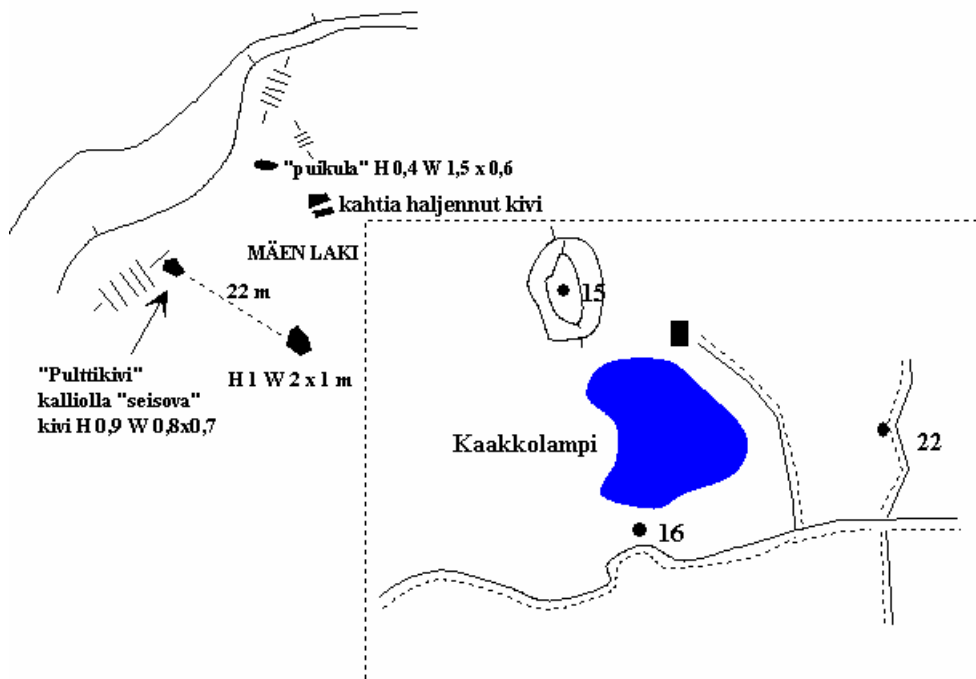 "puikula" H 0,4 W 1,5 x 0,6
kahtia haljennut kivi
MÄEN LAKI
22 m
15
"Pulttikivi"
kalliolla "seisova"
kivi H 0,9 W 0,8x0,7
H 1 W 2 x 1 m
Kaakkolampi
22
16